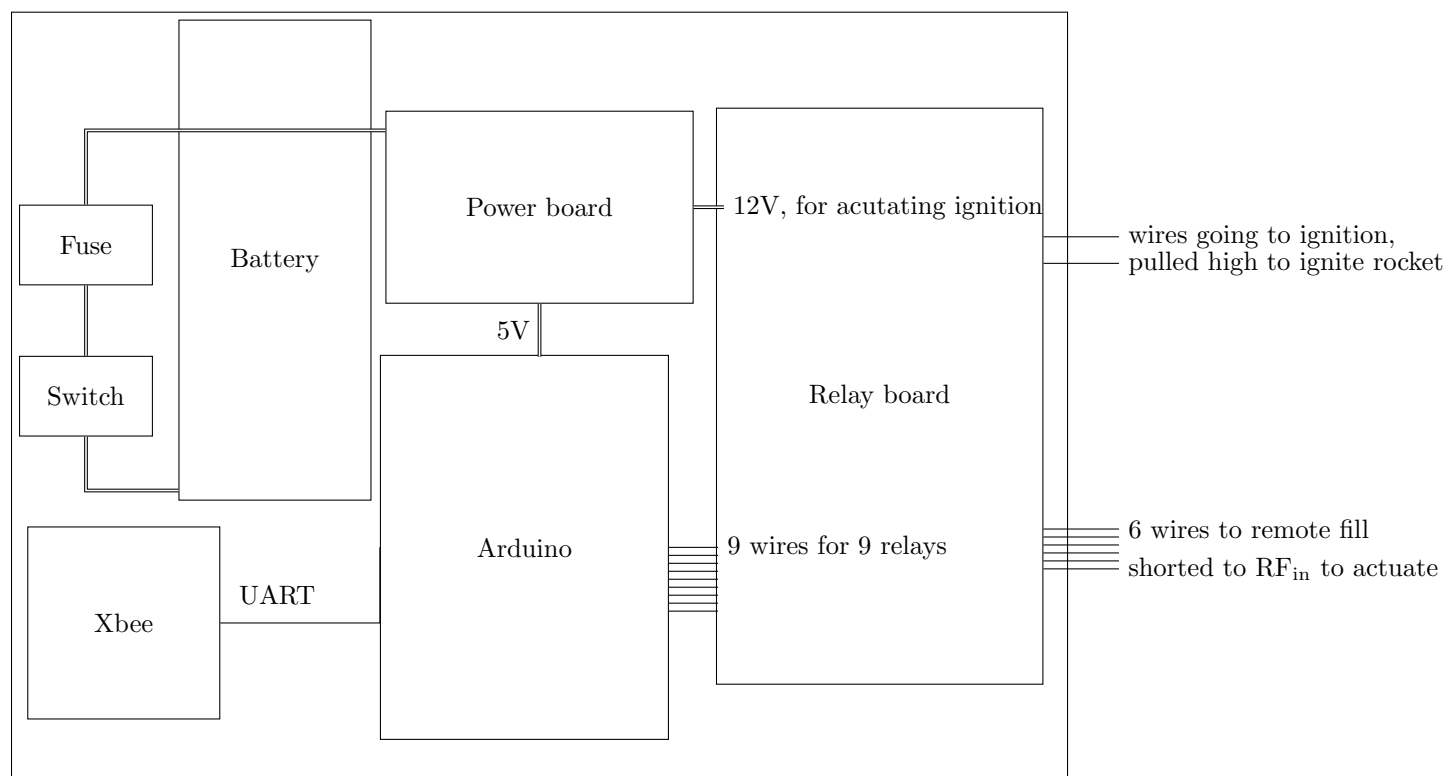 Power board
12V, for acutating ignition
wires going to ignition,
pulled high to ignite rocket
Fuse
Battery
5V
Switch
Relay board
Arduino
9 wires for 9 relays
6 wires to remote fill
shorted to RFin to actuate
UART
Xbee